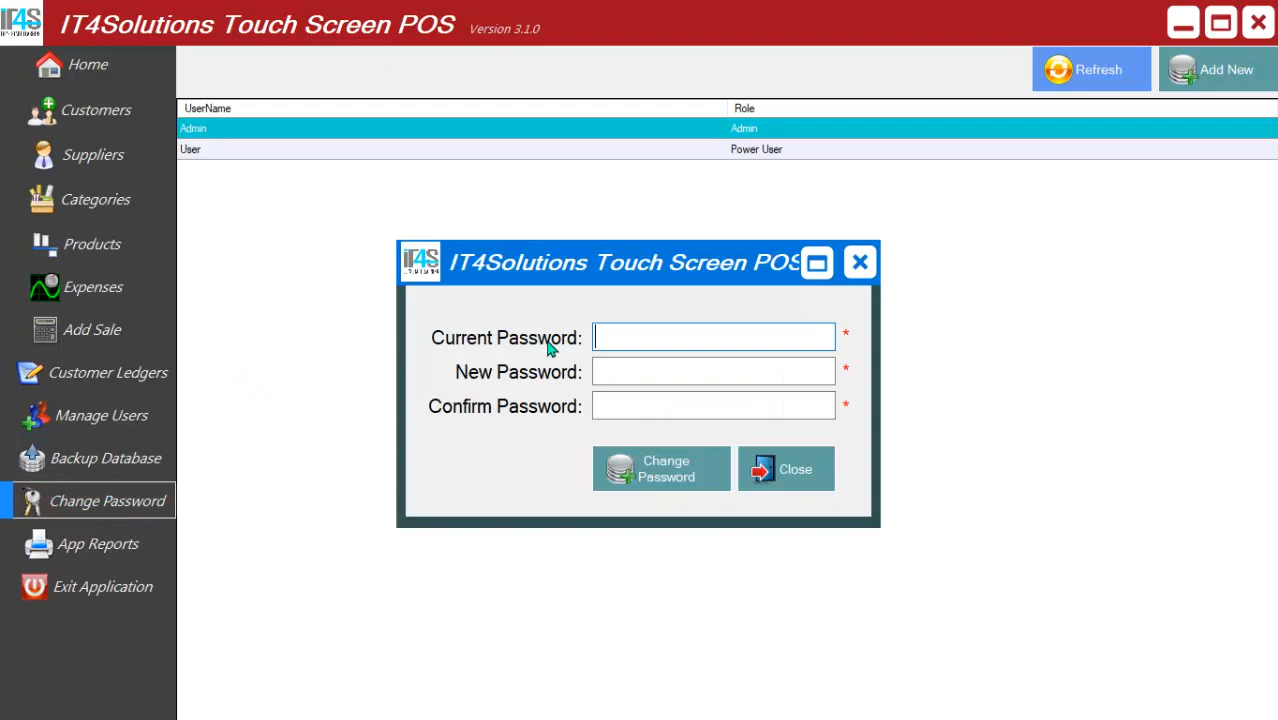 IT4S
IT4Solutions Touch Screen POS Version 3.1.0
Home
Customers
Suppliers
Categories
Products
Expenses
Add Sale
Customer Ledgers
Manage Users
Backup Database
Change Password
App Reports
Exit Application
Refresh
Add New
UserName Role
Admin Admin
User Power User
IT4S
IT4Solutions Touch Screen POS
Current Password: *
New Password: *
Confirm Password: *
Change
Password
Close